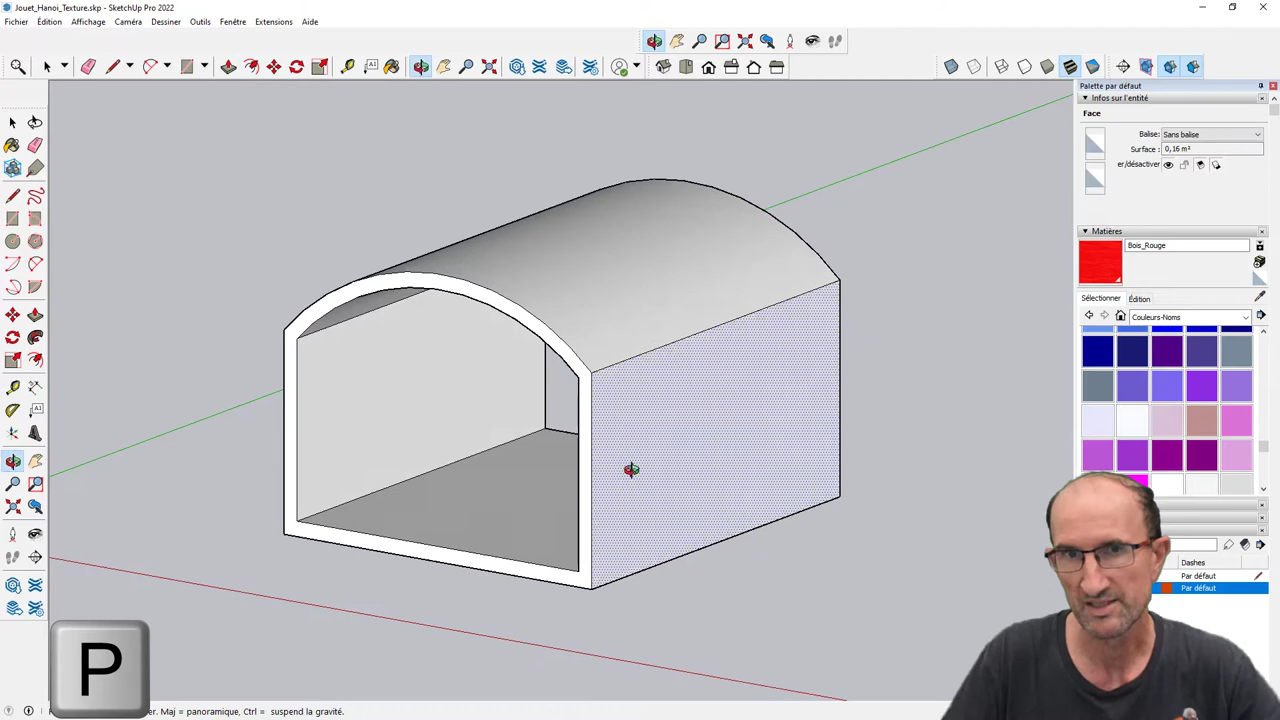 Jouet_Hanoi_Texture.skp - SketchUp Pro 2022
Fichier Édition Affichage Caméra Dessiner Outils Fenêtre Extensions Aide
Palette par défaut
Infos sur l'entité
Face
Balise: Sans balise
Surface : 0,16 m²
er/désactiver
Matières
Bois_Rouge
Sélectionner Édition
Couleurs-Noms
Dashes
Par défaut
Par défaut
P
er. Maj = panoramique, Ctrl = suspend la gravité.